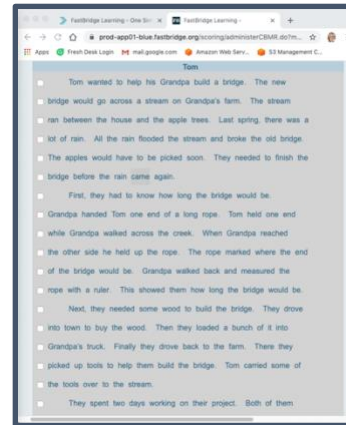 FastBridge Learning - One Sin
FastBridge Learning -
prod-app01-blue.fastbridge.org/scoring/administerCBMR.do?m...
Apps Fresh Desk Login mail.google.com Amazon Web Serv... S3 Management C...
Tom
Tom wanted to help his Grandpa build a bridge. The new
bridge would go across a stream on Grandpa's farm. The stream
ran between the house and the apple trees. Last spring, there was a
lot of rain. All the rain flooded the stream and broke the old bridge.
The apples would have to be picked soon. They needed to finish the
bridge before the rain came again.
First, they had to know how long the bridge would be.
Grandpa handed Tom one end of a long rope. Tom held one end
while Grandpa walked across the creek. When Grandpa reached
the other side he held up the rope. The rope marked where the end
of the bridge would be. Grandpa walked back and measured the
rope with a ruler. This showed them how long the bridge would be.
Next, they needed some wood to build the bridge. They drove
into town to buy the wood. Then they loaded a bunch of it into
Grandpa's truck. Finally they drove back to the farm. There they
picked up tools to help them build the bridge. Tom carried some of
the tools over to the stream.
They spent two days working on their project. Both of them